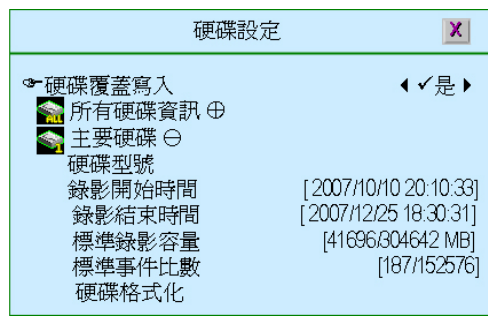 硬碟設定 X
硬碟覆蓋寫入 ✓是
ALL 所有硬碟資訊 ⊕
1 主要硬碟 ⊖
硬碟型號
錄影開始時間 [2007/10/10 20:10:33]
錄影結束時間 [2007/12/25 18:30:31]
標準錄影容量 [41696/304642 MB]
標準事件比數 [187/152576]
硬碟格式化